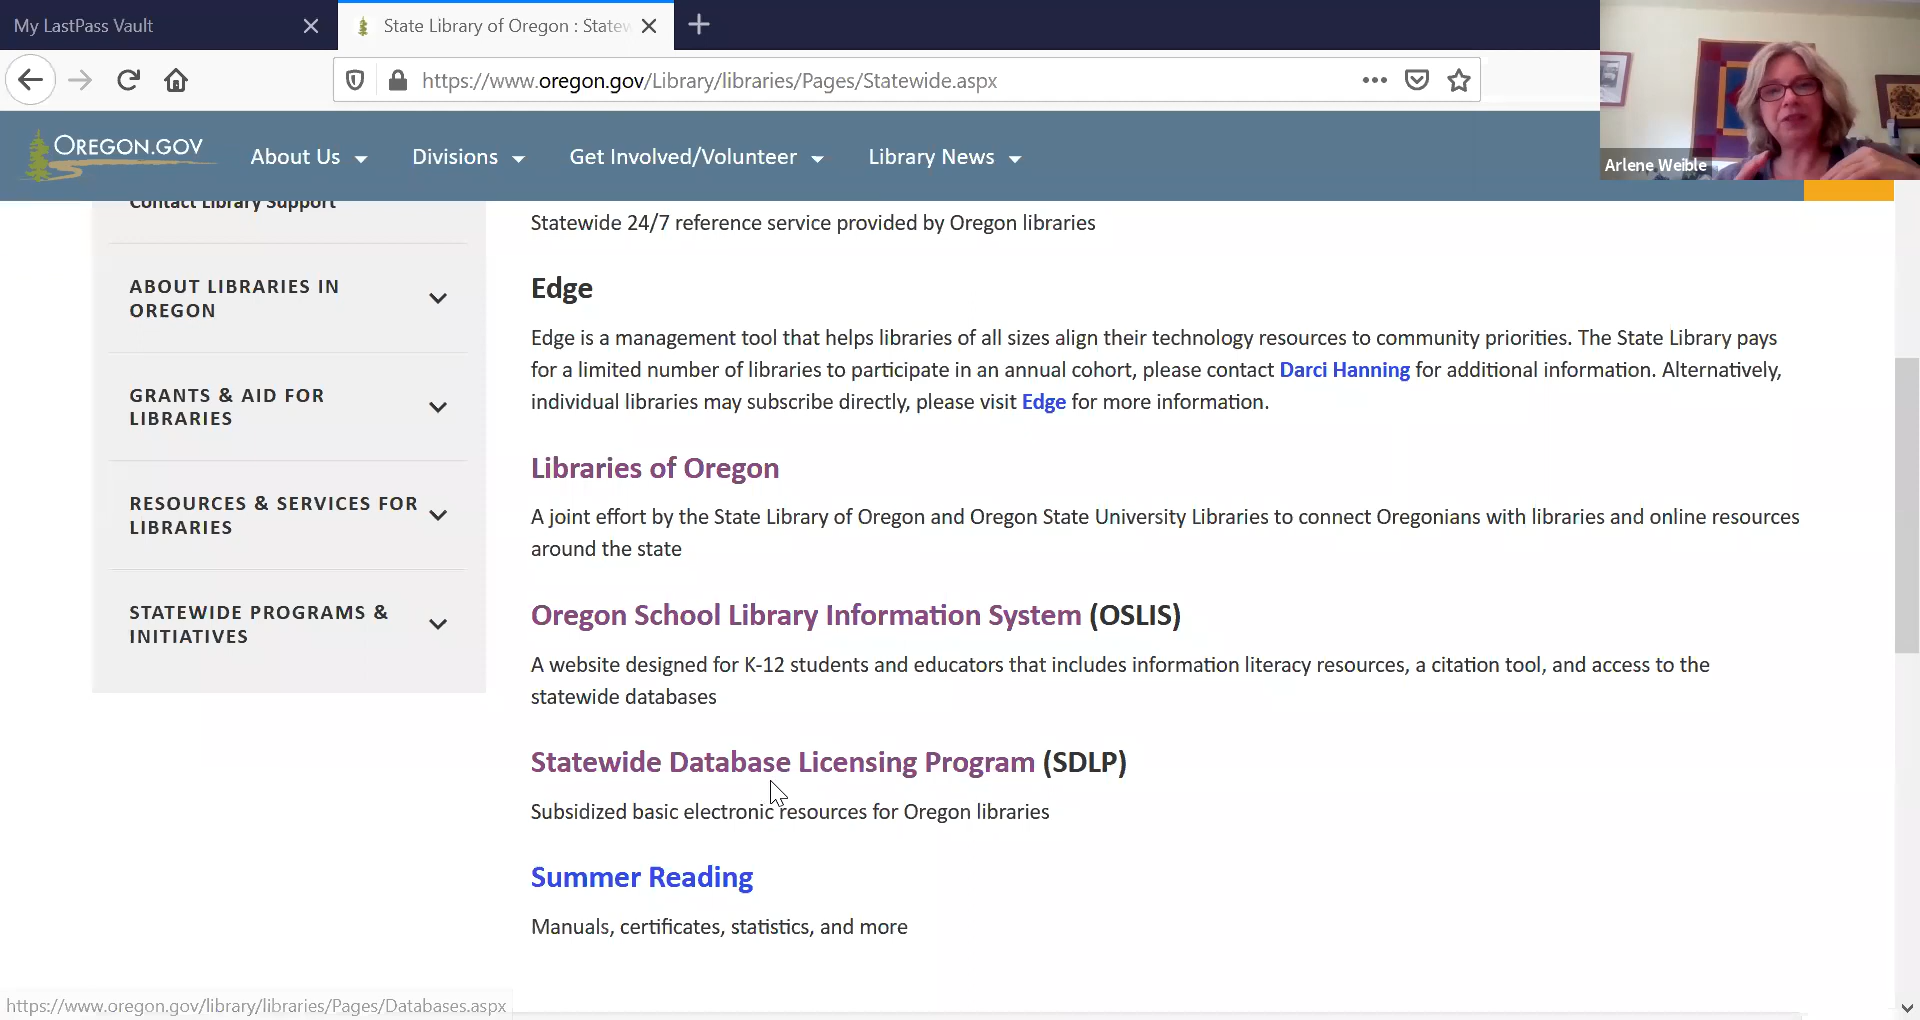 My LastPass Vault
State Library of Oregon : Statew
https://www.oregon.gov/Library/libraries/Pages/Statewide.aspx
Arlene Weible
OREGON.GOV
About Us
Divisions
Get Involved/Volunteer
Library News
Contact Library Support
ABOUT LIBRARIES IN
OREGON
GRANTS & AID FOR
LIBRARIES
RESOURCES & SERVICES FOR
LIBRARIES
STATEWIDE PROGRAMS &
INITIATIVES
Statewide 24/7 reference service provided by Oregon libraries
Edge
Edge is a management tool that helps libraries of all sizes align their technology resources to community priorities. The State Library pays
for a limited number of libraries to participate in an annual cohort, please contact Darci Hanning for additional information. Alternatively,
individual libraries may subscribe directly, please visit Edge for more information.
Libraries of Oregon
A joint effort by the State Library of Oregon and Oregon State University Libraries to connect Oregonians with libraries and online resources
around the state
Oregon School Library Information System (OSLIS)
A website designed for K-12 students and educators that includes information literacy resources, a citation tool, and access to the
statewide databases
Statewide Database Licensing Program (SDLP)
Subsidized basic electronic resources for Oregon libraries
Summer Reading
Manuals, certificates, statistics, and more
https://www.oregon.gov/library/libraries/Pages/Databases.aspx